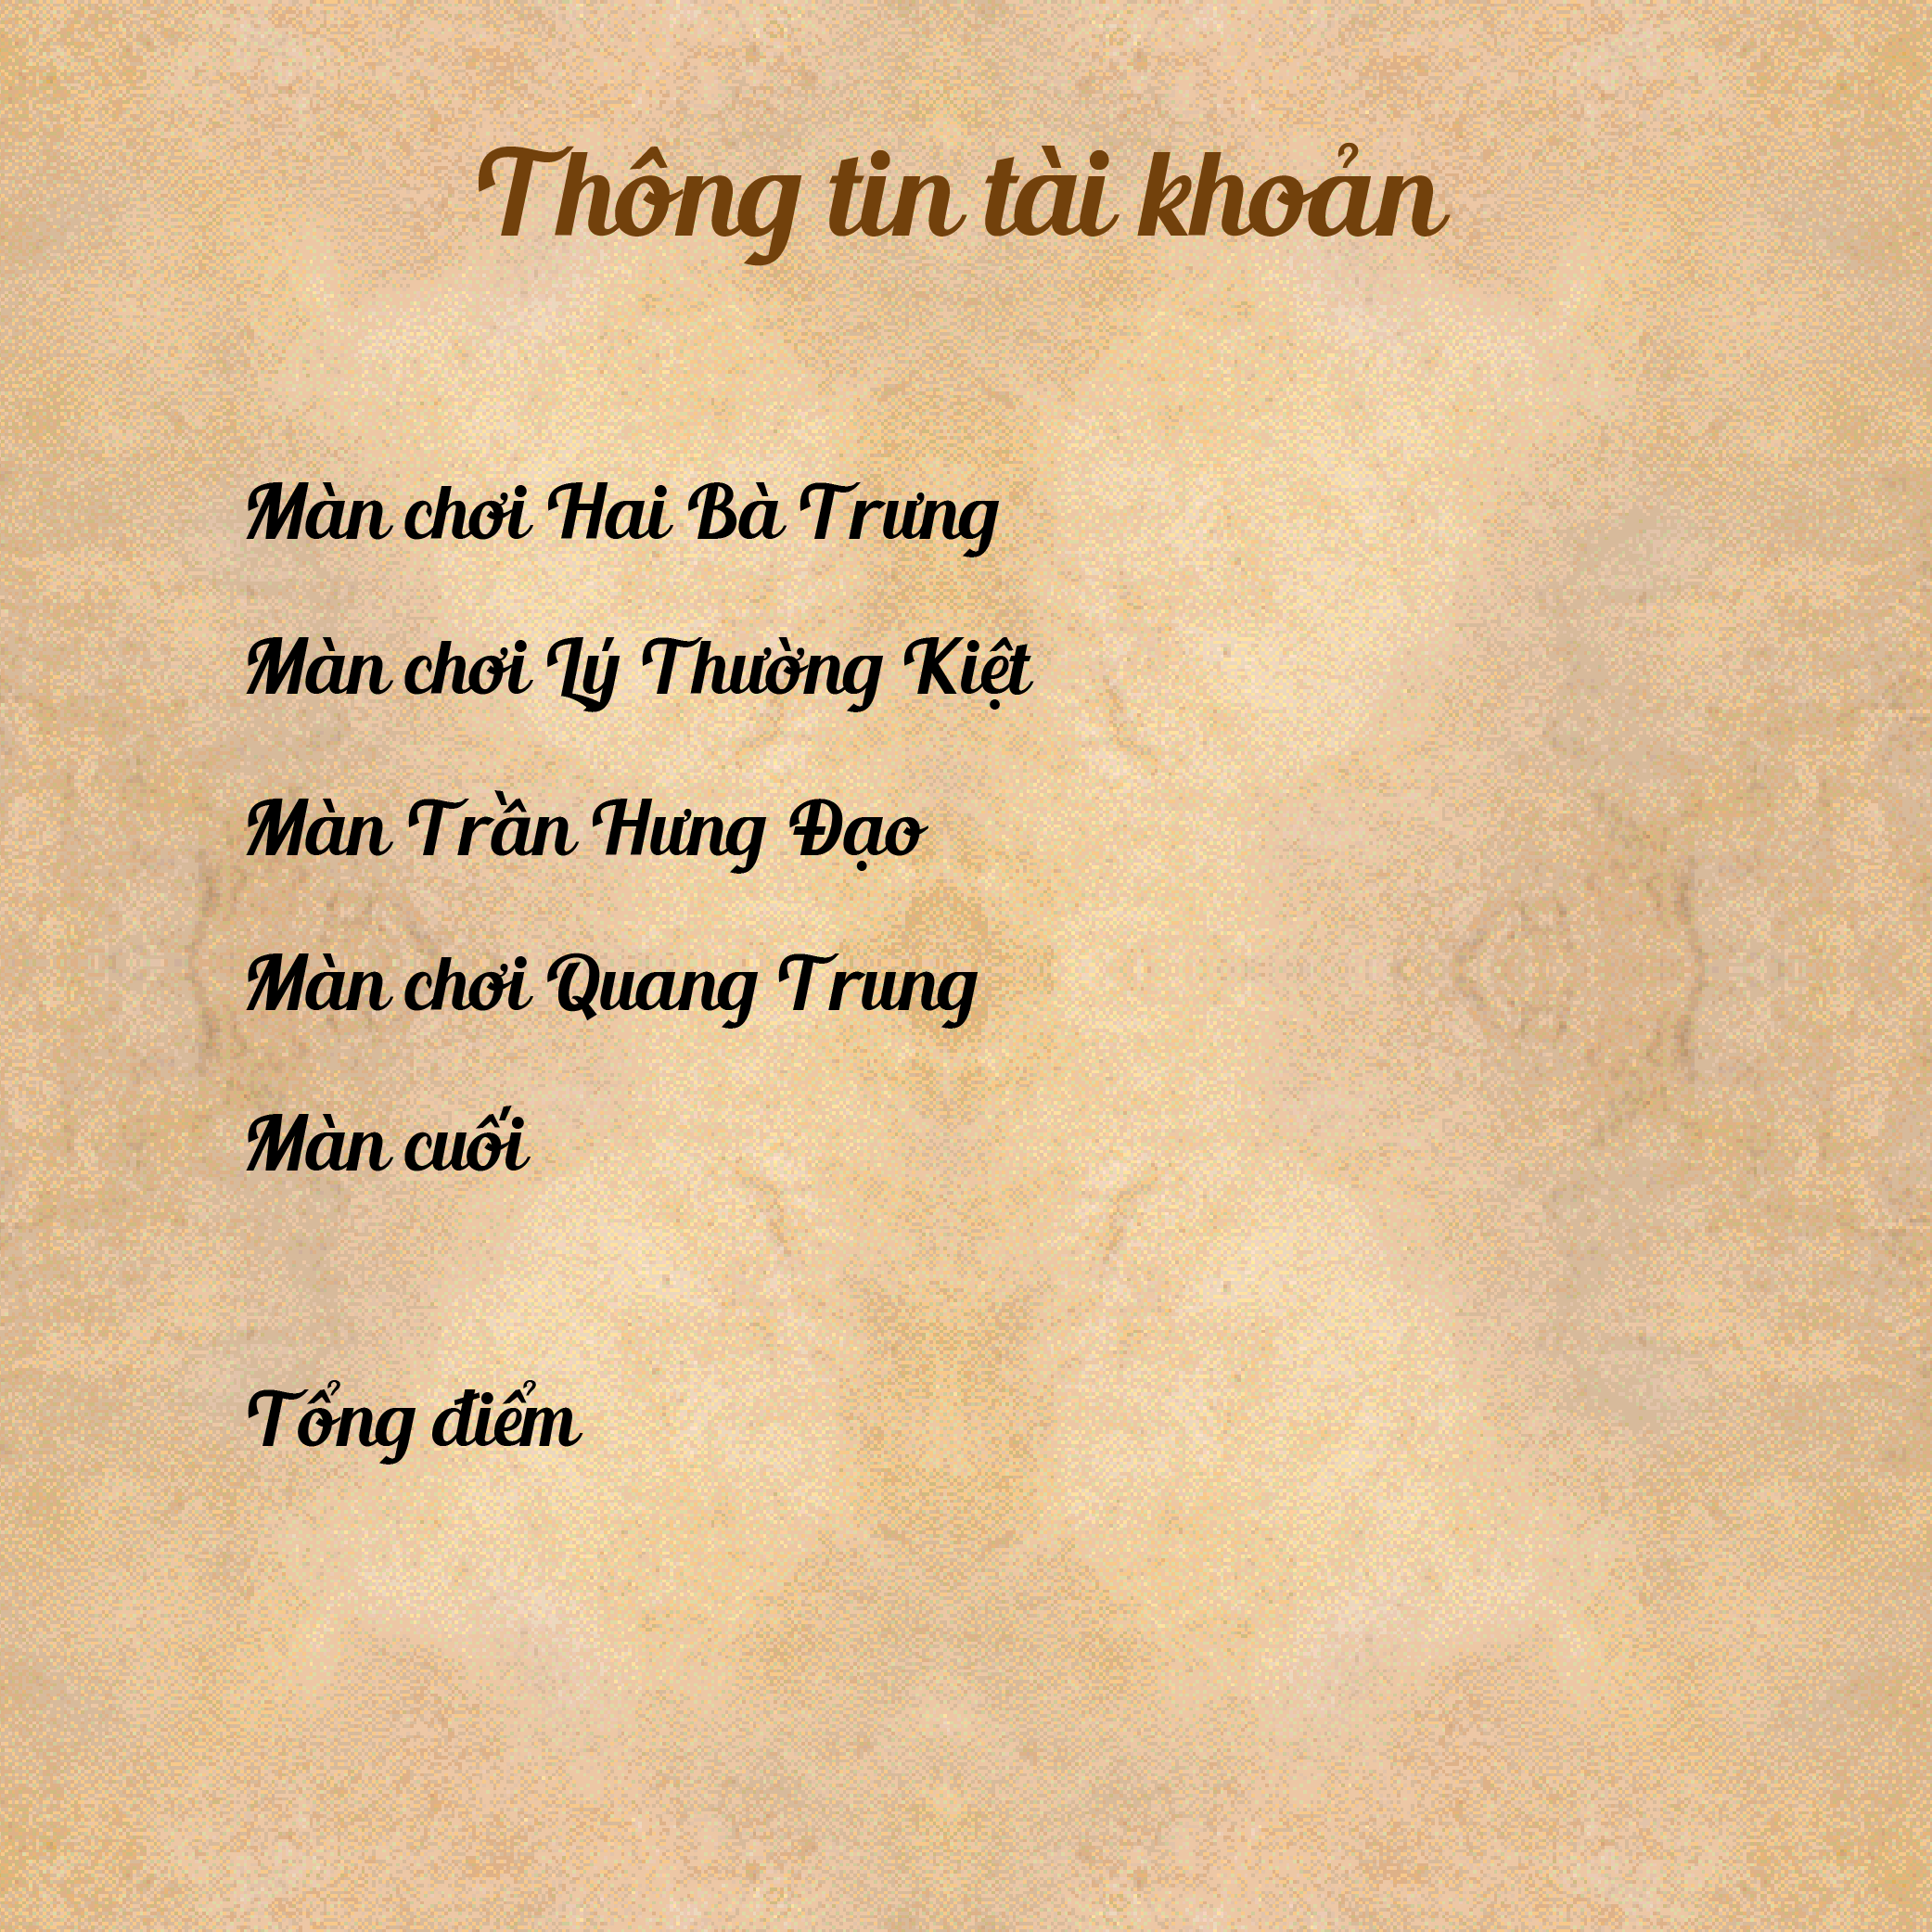 Thông tin tài khoản
Màn chơi Hai Bà Trưng
Màn chơi Lý Thường Kiệt
Màn Trần Hưng Đạo
Màn chơi Quang Trung
Màn cuối
Tổng điểm